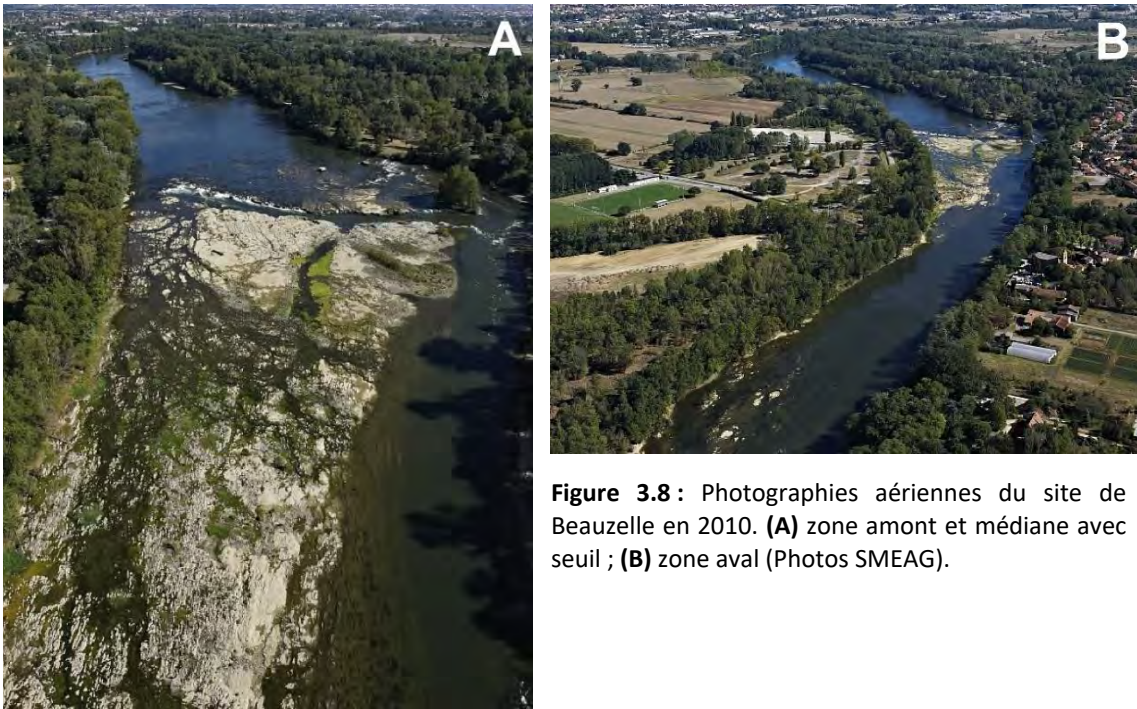 A
B
Figure 3.8 : Photographies aériennes du site de
Beauzelle en 2010. (A) zone amont et médiane avec
seuil ; (B) zone aval (Photos SMEAG).